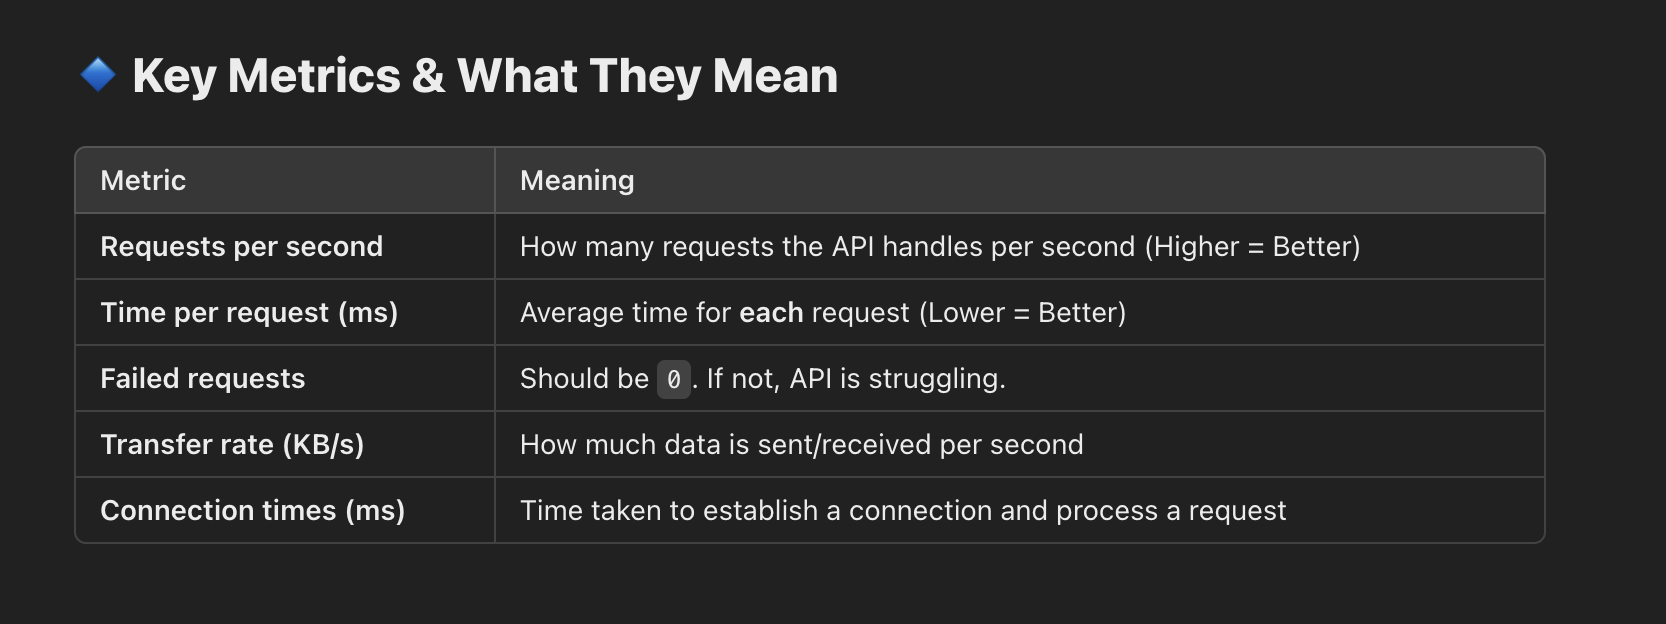 🔷 Key Metrics & What They Mean
Metric Meaning
Requests per second How many requests the API handles per second (Higher = Better)
Time per request (ms) Average time for each request (Lower = Better)
Failed requests Should be 0. If not, API is struggling.
Transfer rate (KB/s) How much data is sent/received per second
Connection times (ms) Time taken to establish a connection and process a request